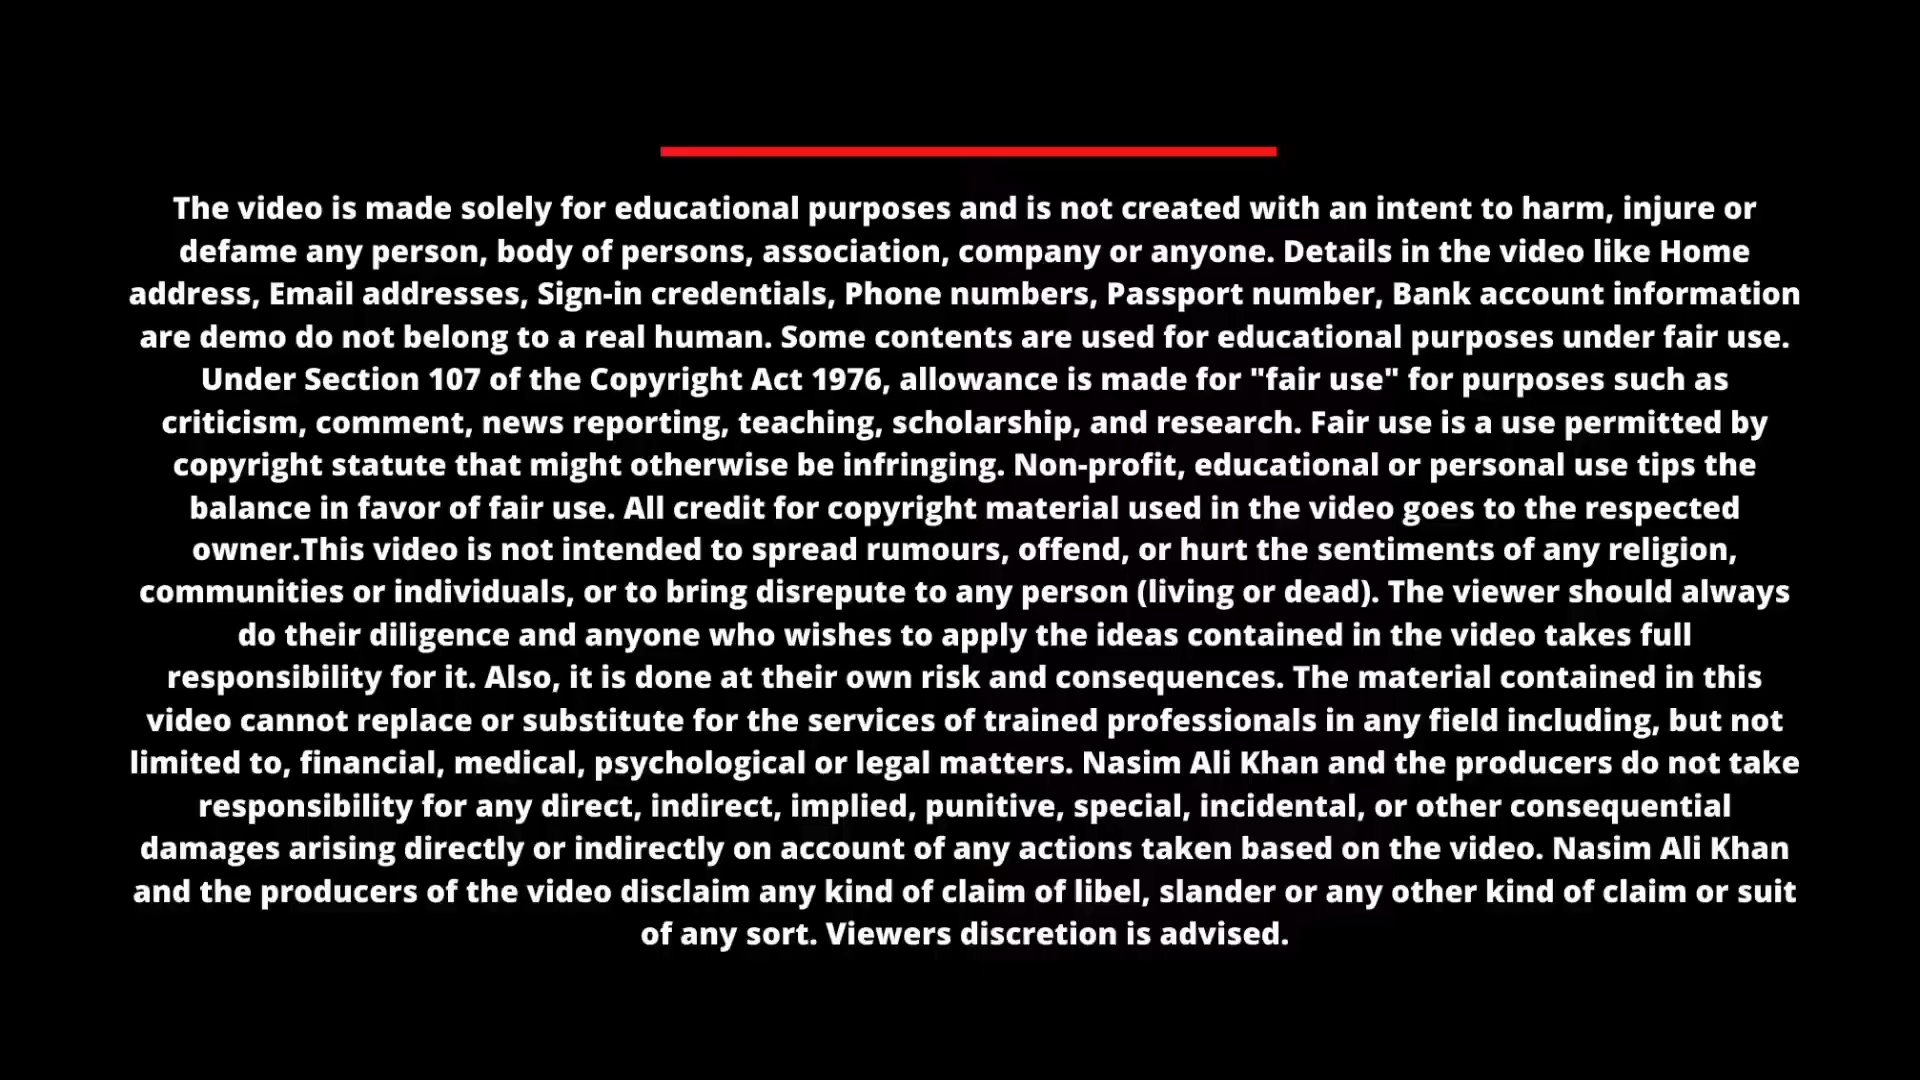 The video is made solely for educational purposes and is not created with an intent to harm, injure or
defame any person, body of persons, association, company or anyone. Details in the video like Home
address, Email addresses, Sign-in credentials, Phone numbers, Passport number, Bank account information
are demo do not belong to a real human. Some contents are used for educational purposes under fair use.
Under Section 107 of the Copyright Act 1976, allowance is made for "fair use" for purposes such as
criticism, comment, news reporting, teaching, scholarship, and research. Fair use is a use permitted by
copyright statute that might otherwise be infringing. Non-profit, educational or personal use tips the
balance in favor of fair use. All credit for copyright material used in the video goes to the respected
owner.This video is not intended to spread rumours, offend, or hurt the sentiments of any religion,
communities or individuals, or to bring disrepute to any person (living or dead). The viewer should always
do their diligence and anyone who wishes to apply the ideas contained in the video takes full
responsibility for it. Also, it is done at their own risk and consequences. The material contained in this
video cannot replace or substitute for the services of trained professionals in any field including, but not
limited to, financial, medical, psychological or legal matters. Nasim Ali Khan and the producers do not take
responsibility for any direct, indirect, implied, punitive, special, incidental, or other consequential
damages arising directly or indirectly on account of any actions taken based on the video. Nasim Ali Khan
and the producers of the video disclaim any kind of claim of libel, slander or any other kind of claim or suit
of any sort. Viewers discretion is advised.